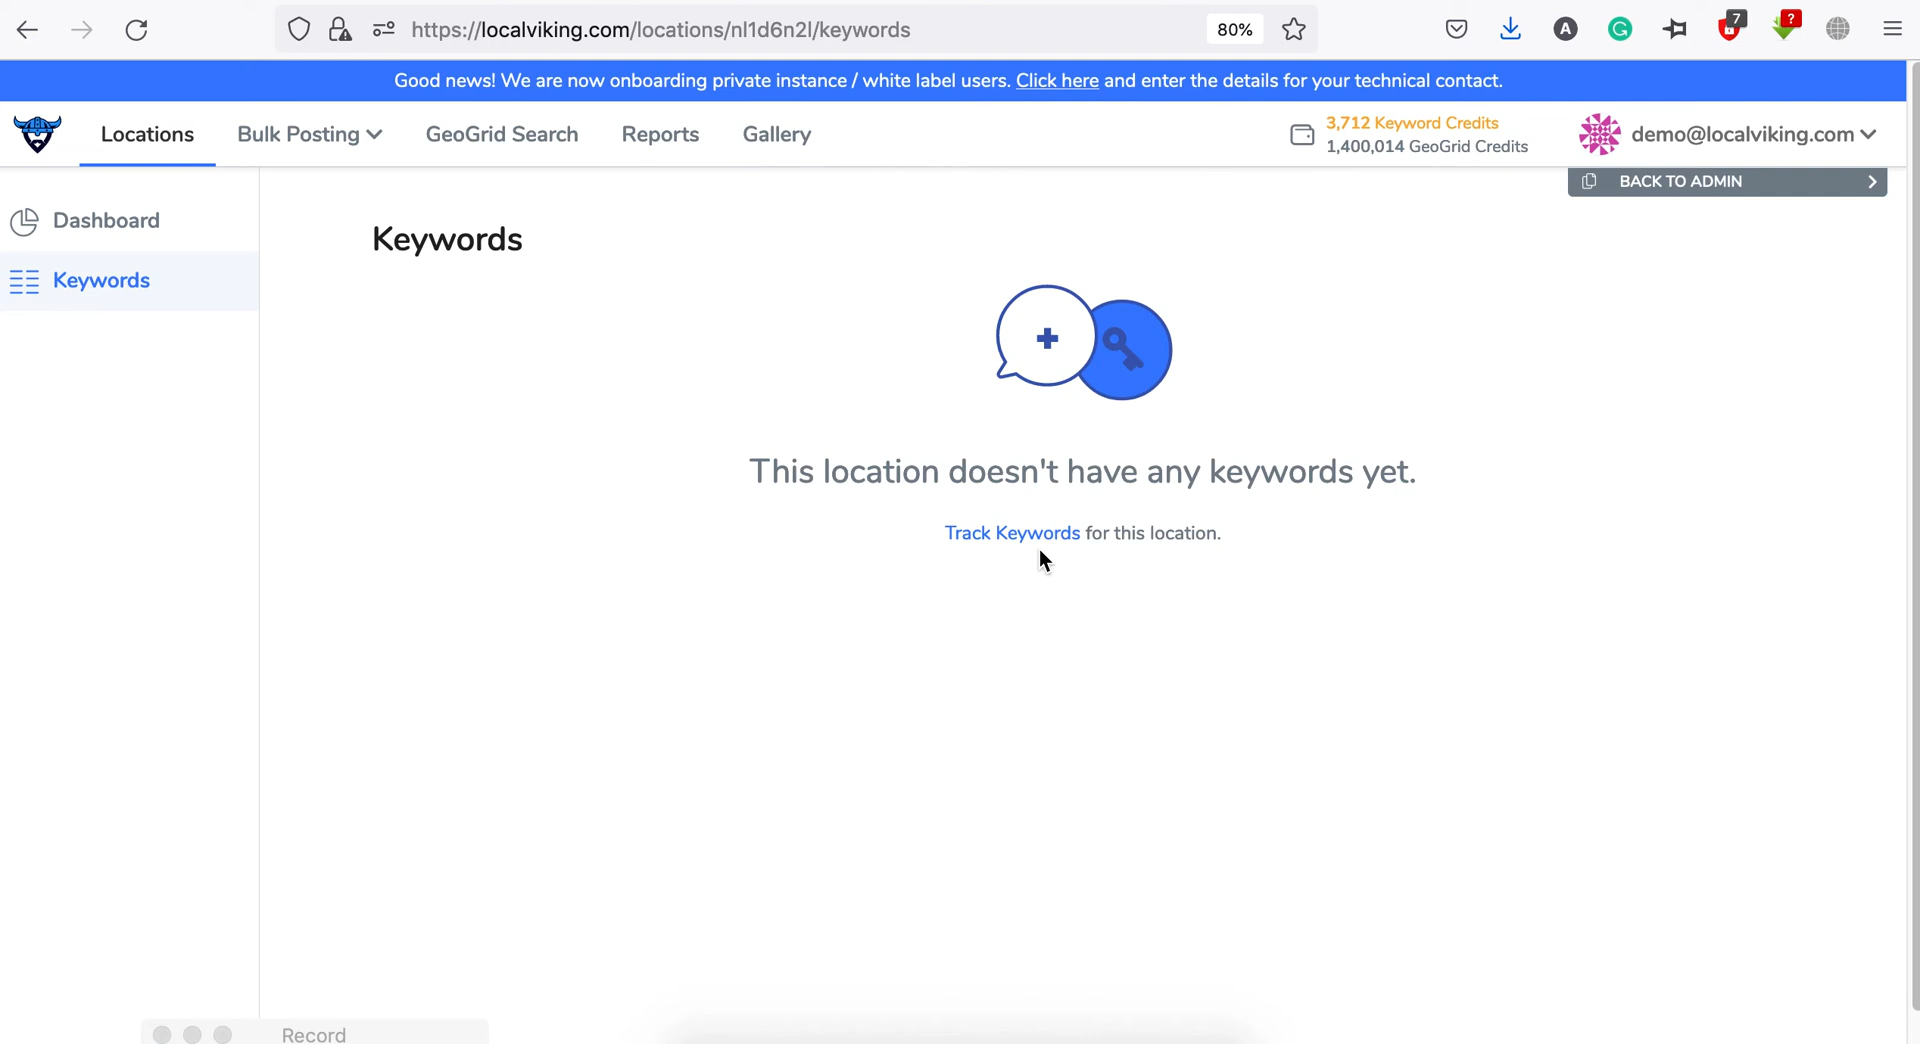 https://localviking.com/locations/nl1d6n2l/keywords
80%
A
G
7
?
Good news! We are now onboarding private instance / white label users. Click here and enter the details for your technical contact.
Locations
Bulk Posting
GeoGrid Search
Reports
Gallery
3,712 Keyword Credits
1,400,014 GeoGrid Credits
demo@localviking.com
BACK TO ADMIN
Dashboard
Keywords
Keywords
This location doesn't have any keywords yet.
Track Keywords for this location.
Record